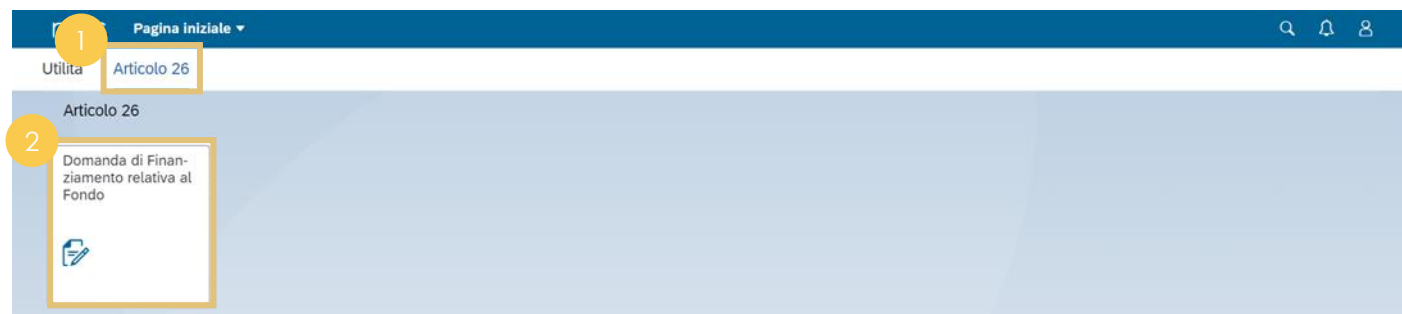 Pagina iniziale
1
Utilità
Articolo 26
Articolo 26
2
Domanda di Finan-
ziamento relativa al
Fondo